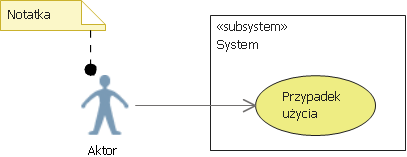 Notatka
«subsystem»
System
Przypadek
użycia
Aktor